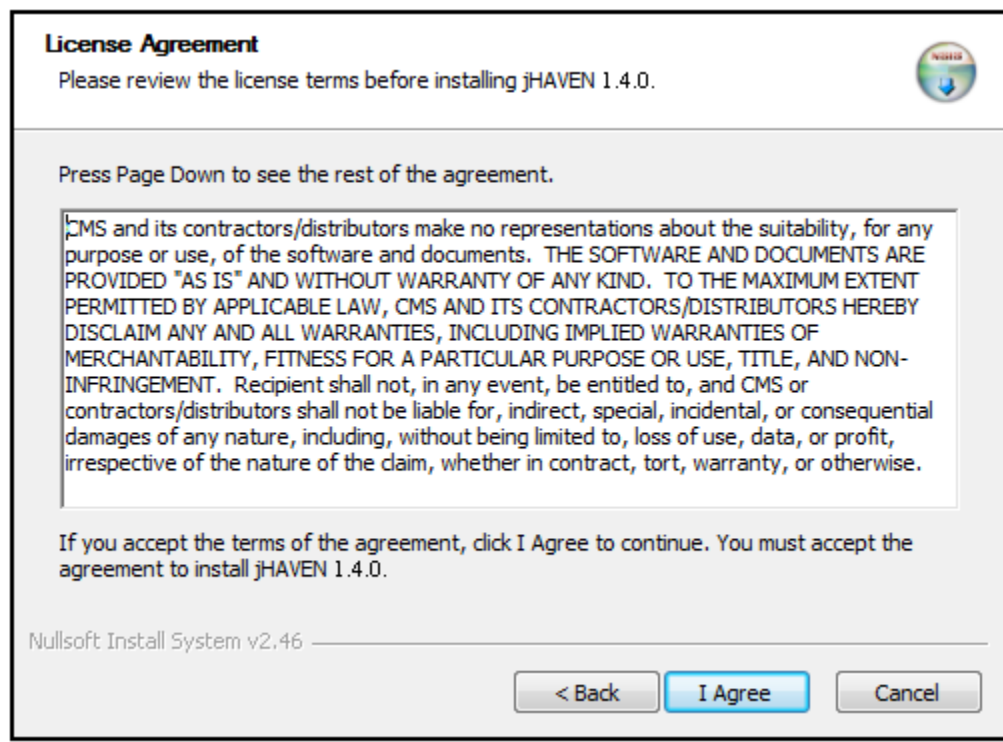 License Agreement
Please review the license terms before installing jHAVEN 1.4.0.
NSIS
Press Page Down to see the rest of the agreement.
CMS and its contractors/distributors make no representations about the suitability, for any
purpose or use, of the software and documents.  THE SOFTWARE AND DOCUMENTS ARE
PROVIDED "AS IS" AND WITHOUT WARRANTY OF ANY KIND.  TO THE MAXIMUM EXTENT
PERMITTED BY APPLICABLE LAW, CMS AND ITS CONTRACTORS/DISTRIBUTORS HEREBY
DISCLAIM ANY AND ALL WARRANTIES, INCLUDING IMPLIED WARRANTIES OF
MERCHANTABILITY, FITNESS FOR A PARTICULAR PURPOSE OR USE, TITLE, AND NON-
INFRINGEMENT.  Recipient shall not, in any event, be entitled to, and CMS or
contractors/distributors shall not be liable for, indirect, special, incidental, or consequential
damages of any nature, including, without being limited to, loss of use, data, or profit,
irrespective of the nature of the claim, whether in contract, tort, warranty, or otherwise.
If you accept the terms of the agreement, click I Agree to continue. You must accept the
agreement to install jHAVEN 1.4.0.
Nullsoft Install System v2.46
< Back
I Agree
Cancel